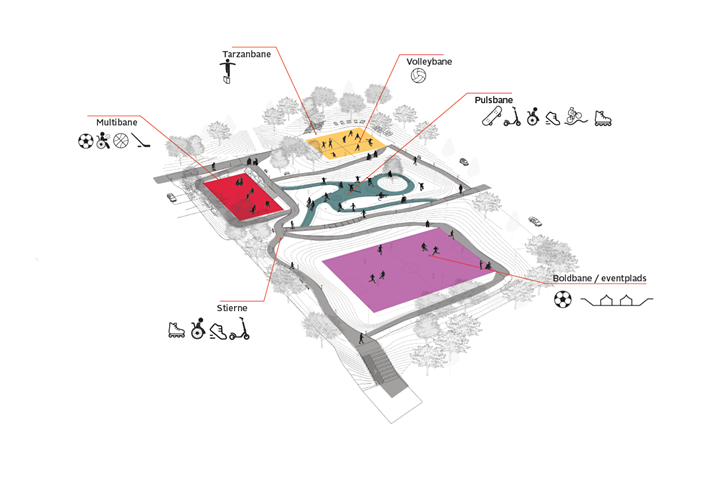 Tarzanbane
Volleybane
Pulsbane
Multibane
Boldbane / eventplads
Stierne